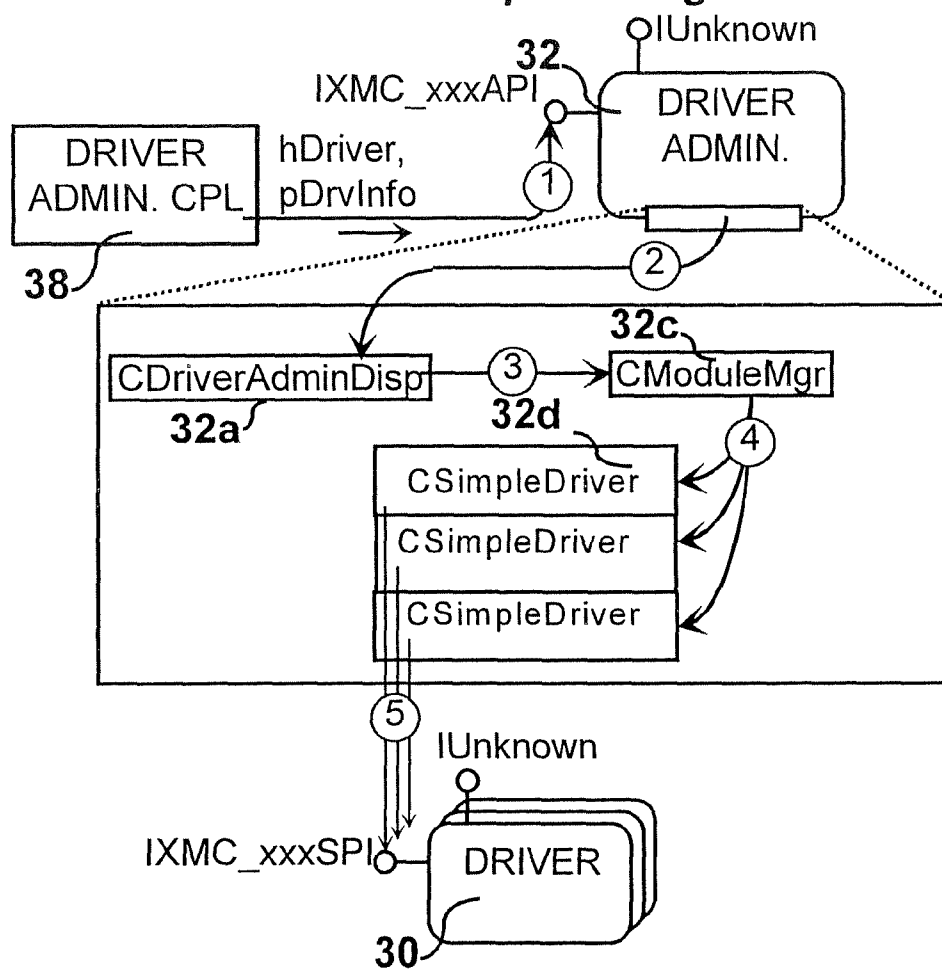 IUnknown
32
IXMC_xxxAPI
DRIVER
ADMIN.
DRIVER
ADMIN. CPL
hDriver,
pDrvInfo
1
38
2
32c
CDriverAdminDisp
3
CModuleMgr
32a
32d
4
CSimpleDriver
CSimpleDriver
CSimpleDriver
5
IUnknown
IXMC_xxxSPI
DRIVER
30